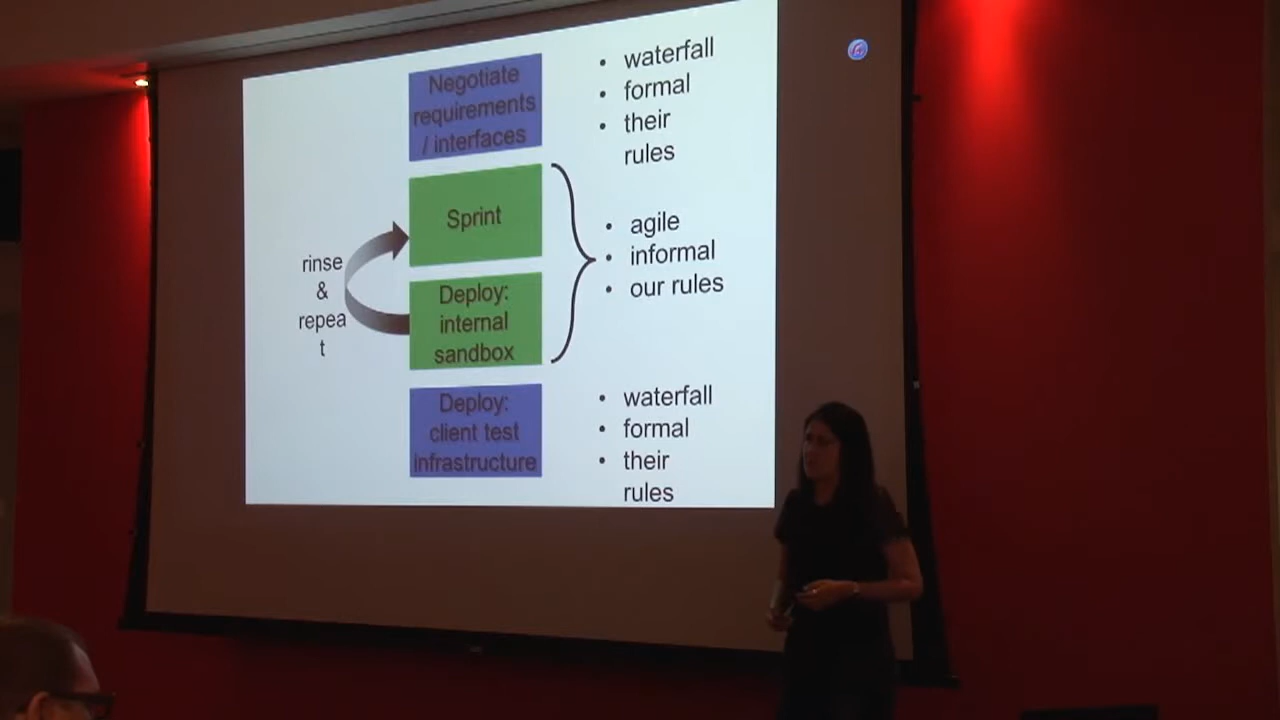 Negotiate
requirements
/ interfaces
• waterfall
• formal
• their
rules
Sprint
Deploy:
internal
sandbox
rinse
&
repea
t
• agile
• informal
• our rules
Deploy:
client test
infrastructure
• waterfall
• formal
• their
rules